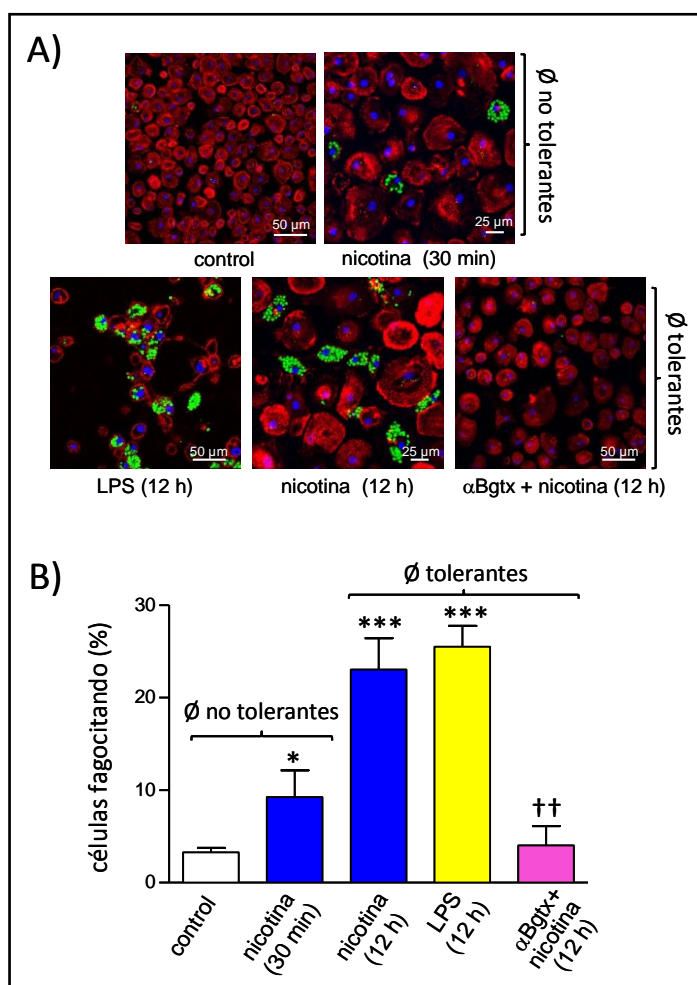 A)
50 µm
25 µm
control
nicotina (30 min)
Ø no tolerantes
50 µm
25 µm
50 µm
LPS (12 h)
nicotina (12 h)
αBgtx + nicotina (12 h)
Ø tolerantes
B)
Ø tolerantes
Ø no tolerantes
células fagocitando (%)
30
20
10
0
*
***
***
††
control
nicotina
(30 min)
nicotina
(12 h)
LPS
(12 h)
αBgtx+
nicotina
(12 h)